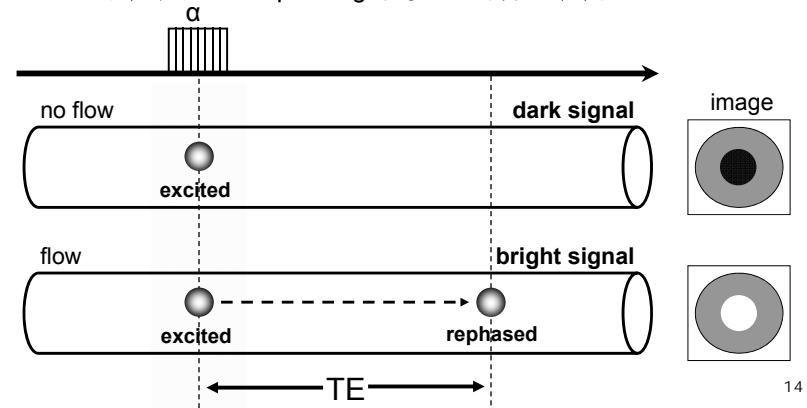 α
no flow
dark signal
image
excited
flow
bright signal
excited
rephased
TE
14